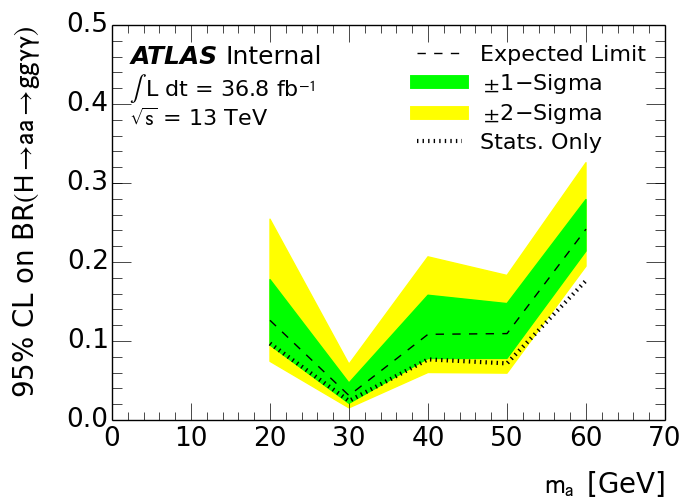 0.5
0.4
0.3
0.2
0.1
0.0
95% CL on BR(H→aa→ggγγ)
ATLAS Internal
∫L dt = 36.8 fb⁻¹
√s = 13 TeV
Expected Limit
±1−Sigma
±2−Sigma
Stats. Only
0 10 20 30 40 50 60 70
mₐ [GeV]